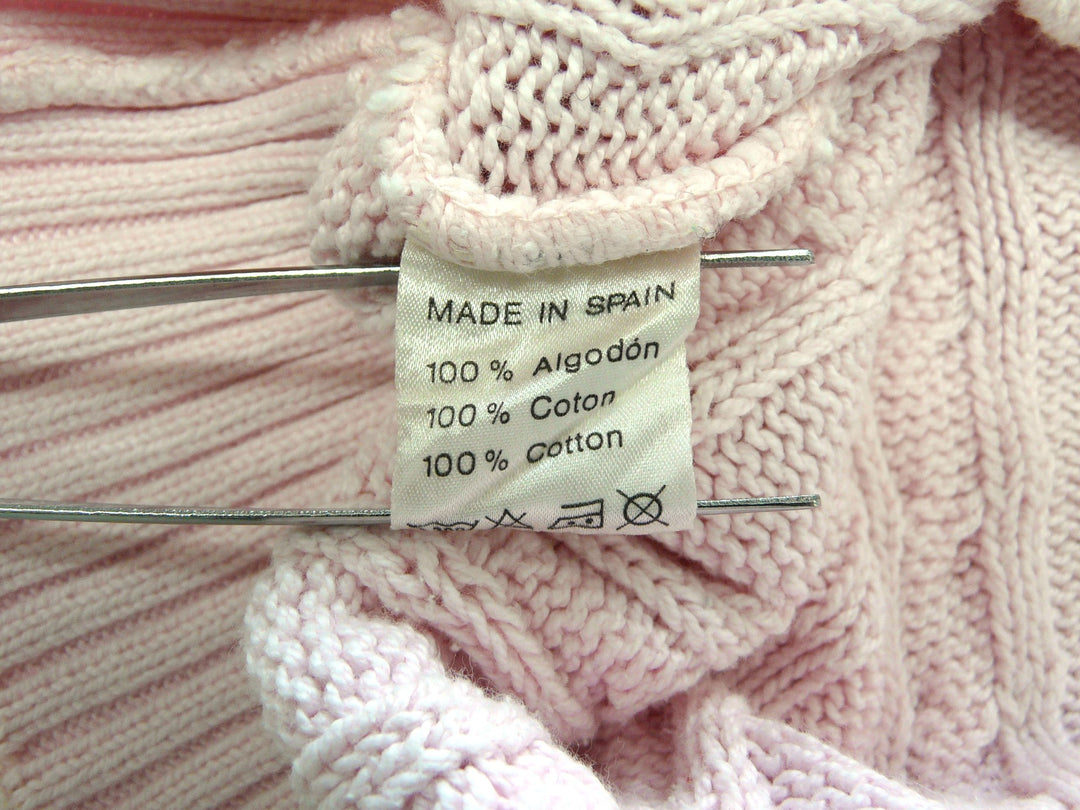 MADE IN SPAIN
100 % Algodón
100 % Coton
100 % Cotton